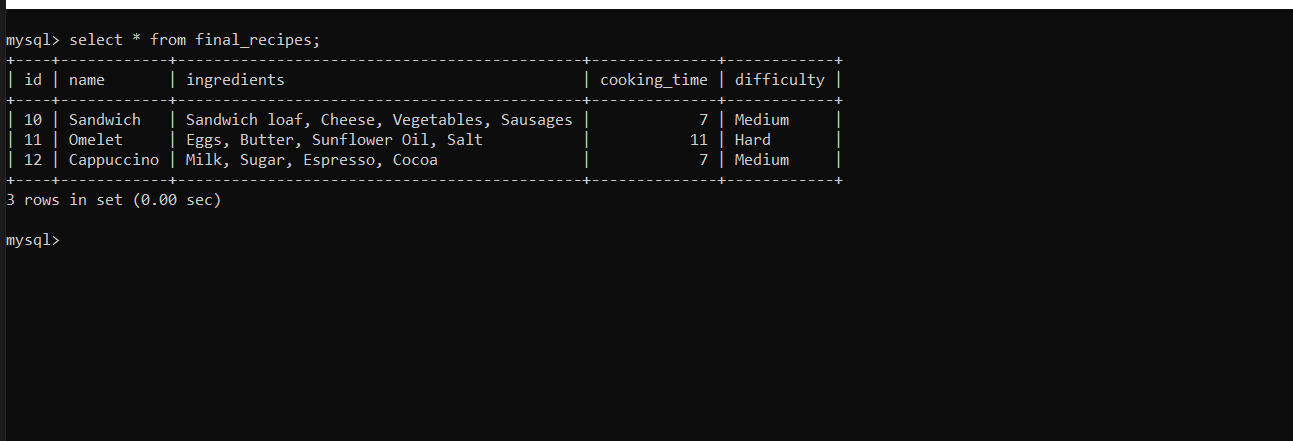 mysql> select * from final_recipes;
+----+------------+---------------------------------------------+--------------+------------+
| id | name       | ingredients                                 | cooking_time | difficulty |
+----+------------+---------------------------------------------+--------------+------------+
| 10 | Sandwich   | Sandwich loaf, Cheese, Vegetables, Sausages |            7 | Medium     |
| 11 | Omelet     | Eggs, Butter, Sunflower Oil, Salt           |           11 | Hard       |
| 12 | Cappuccino | Milk, Sugar, Espresso, Cocoa                |            7 | Medium     |
+----+------------+---------------------------------------------+--------------+------------+
3 rows in set (0.00 sec)
mysql>